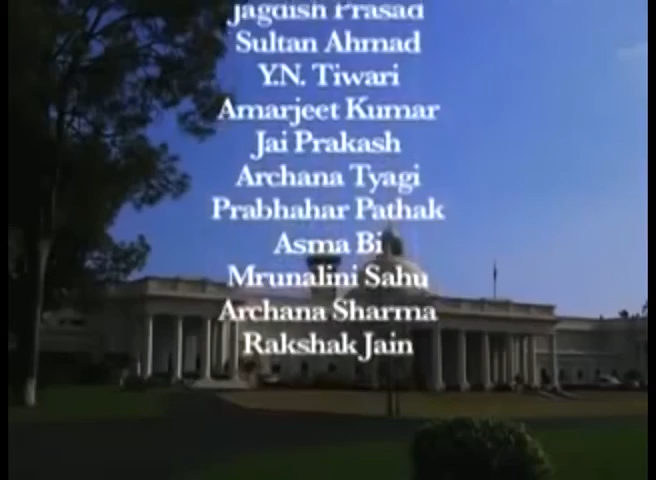 Jagdish Prasad
Sultan Ahmad
Y.N. Tiwari
Amarjeet Kumar
Jai Prakash
Archana Tyagi
Prabhahar Pathak
Asma Bi
Mrunalini Sahu
Archana Sharma
Rakshak Jain